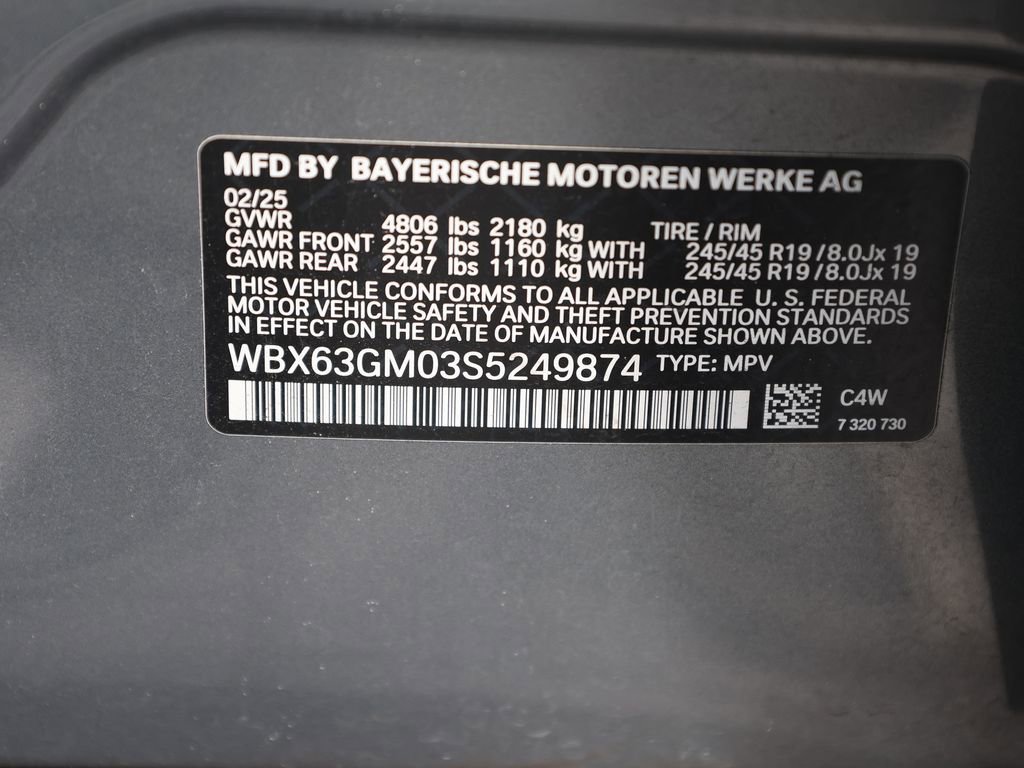 MFD BY BAYERISCHE MOTOREN WERKE AG
02/25
GVWR 4806 lbs 2180 kg TIRE / RIM
GAWR FRONT 2557 lbs 1160 kg WITH 245/45 R19 / 8.0Jx 19
GAWR REAR 2447 lbs 1110 kg WITH 245/45 R19 / 8.0Jx 19
THIS VEHICLE CONFORMS TO ALL APPLICABLE U. S. FEDERAL
MOTOR VEHICLE SAFETY AND THEFT PREVENTION STANDARDS
IN EFFECT ON THE DATE OF MANUFACTURE SHOWN ABOVE.
WBX63GM03S5249874 TYPE: MPV
C4W
7 320 730